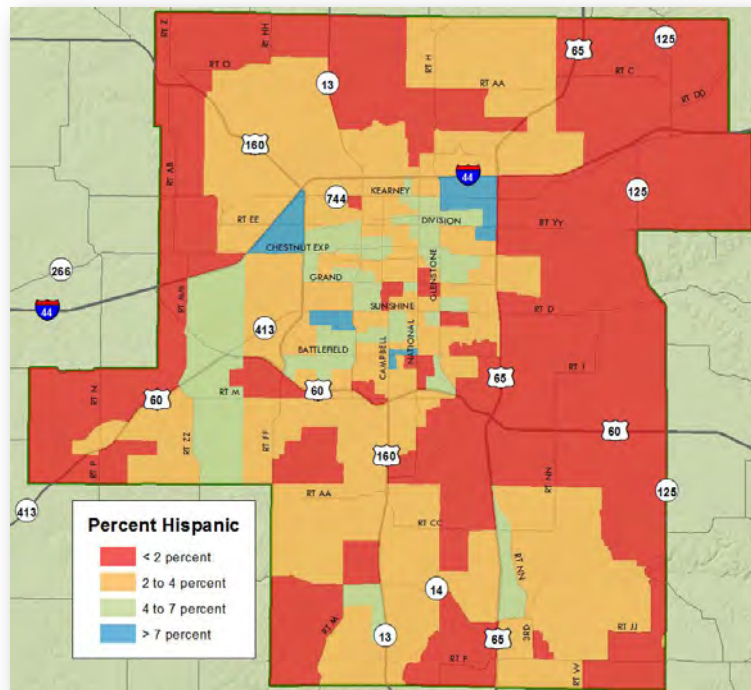 RT Z
RT HH
RT H
65
125
RT O
RT C
RT AA
13
RT DD
160
RT AB
44
744
KEARNEY
125
RT EE
DIVISION
RT YY
CHESTNUT EXP
266
GRAND
GLENSTONE
RT MM
44
SUNSHINE
RT D
413
NATIONAL
BATTLEFIELD
CAMPBELL
65
RT J
RT N
60
60
RT M
60
RT ZZ
RT FF
160
RT P
RT NN
RT AA
125
413
RT CC
Percent Hispanic
< 2 percent
2 to 4 percent
4 to 7 percent
> 7 percent
RT NN
14
RT M
13
65
3RD
RT JJ
RT P
RT W